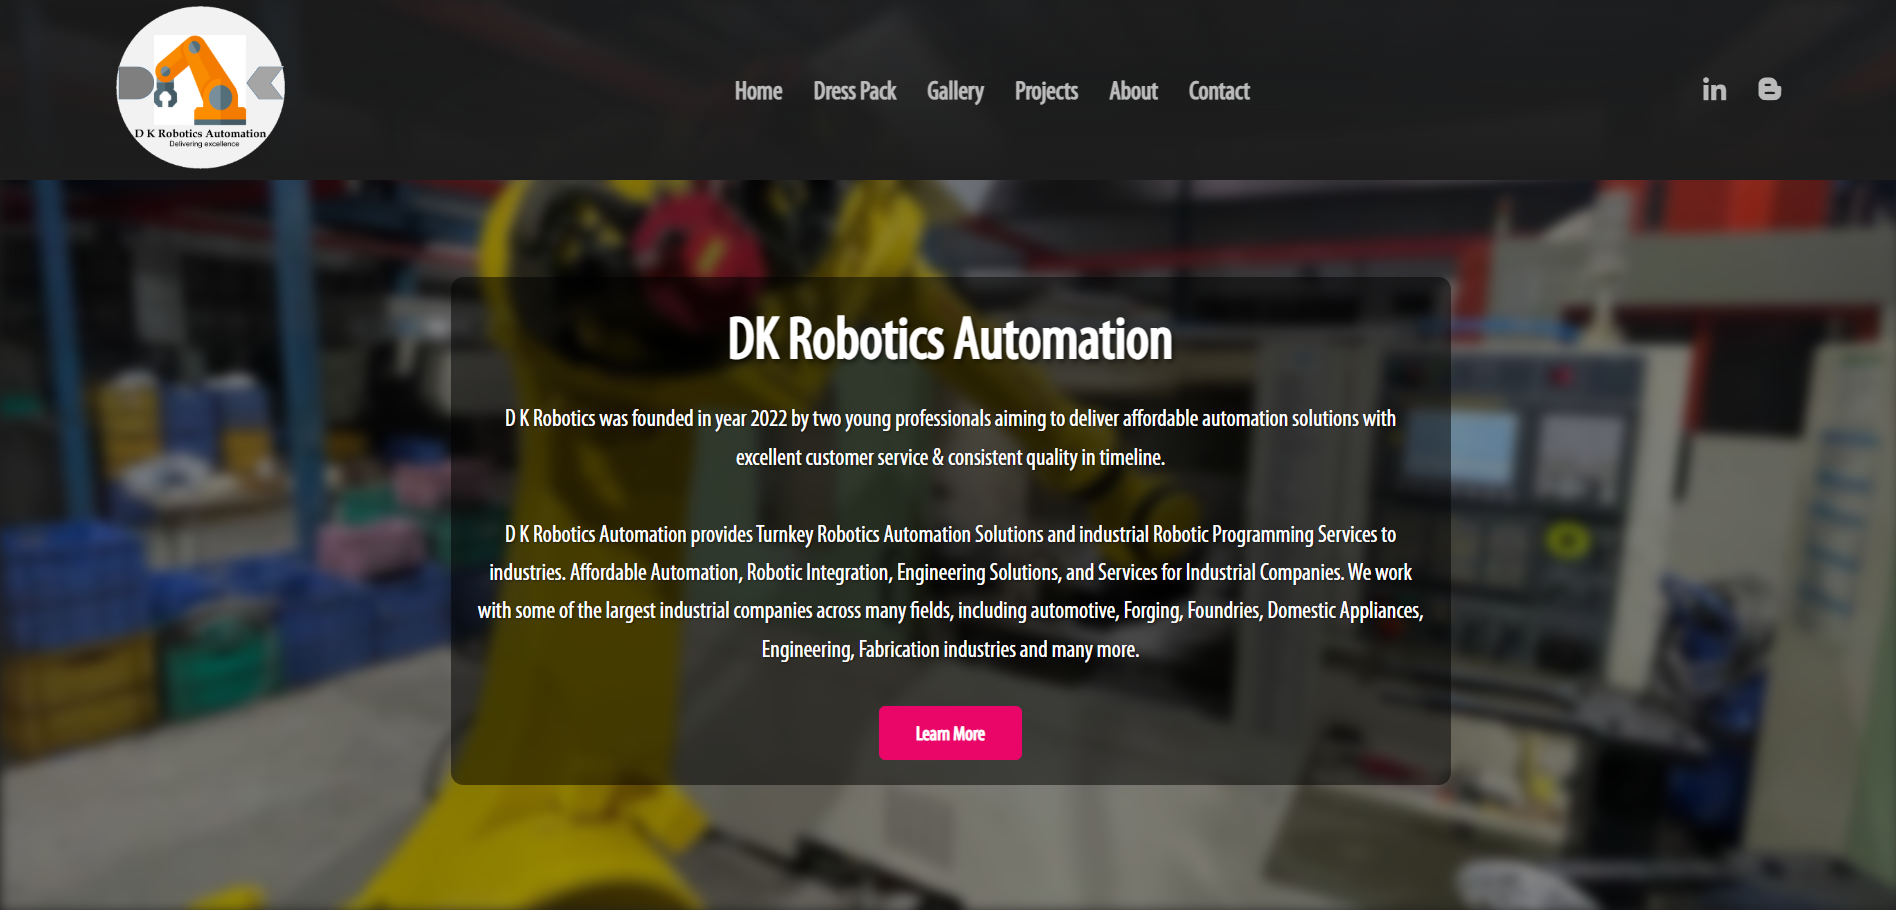 D K
D K Robotics Automation
Delivering excellence
Home Dress Pack Gallery Projects About Contact
in B
DK Robotics Automation
D K Robotics was founded in year 2022 by two young professionals aiming to deliver affordable automation solutions with
excellent customer service & consistent quality in timeline.
D K Robotics Automation provides Turnkey Robotics Automation Solutions and industrial Robotic Programming Services to
industries. Affordable Automation, Robotic Integration, Engineering Solutions, and Services for Industrial Companies. We work
with some of the largest industrial companies across many fields, including automotive, Forging, Foundries, Domestic Appliances,
Engineering, Fabrication industries and many more.
Learn More